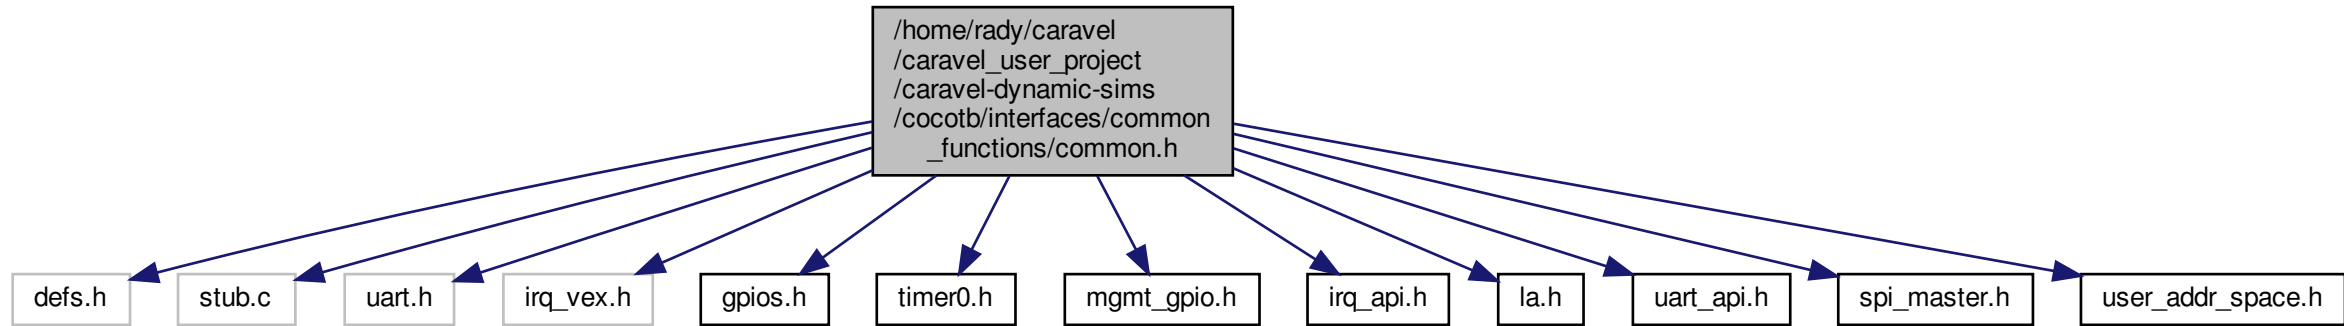 /home/rady/caravel
/caravel_user_project
/caravel-dynamic-sims
/cocotb/interfaces/common
_functions/common.h
defs.h
stub.c
uart.h
irq_vex.h
gpios.h
timer0.h
mgmt_gpio.h
irq_api.h
la.h
uart_api.h
spi_master.h
user_addr_space.h